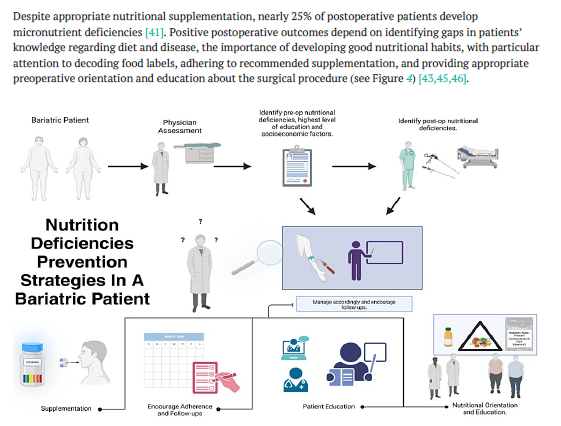 Despite appropriate nutritional supplementation, nearly 25% of postoperative patients develop
micronutrient deficiencies [41]. Positive postoperative outcomes depend on identifying gaps in patients’
knowledge regarding diet and disease, the importance of developing good nutritional habits, with particular
attention to decoding food labels, adhering to recommended supplementation, and providing appropriate
preoperative orientation and education about the surgical procedure (see Figure 4) [43,45,46].
Bariatric Patient
Physician
Assessment
Identify pre-op nutritional
deficiencies, highest level
of education and
socioeconomic factors.
Identify post-op nutritional
deficiencies.
Nutrition
Deficiencies
Prevention
Strategies In A
Bariatric Patient
?
? ?
Manage accordingly and encourage
follow-ups.
Supplementation
Encourage Adherence
and Follow-ups
Patient Education
Nutritional Orientation
and Education.